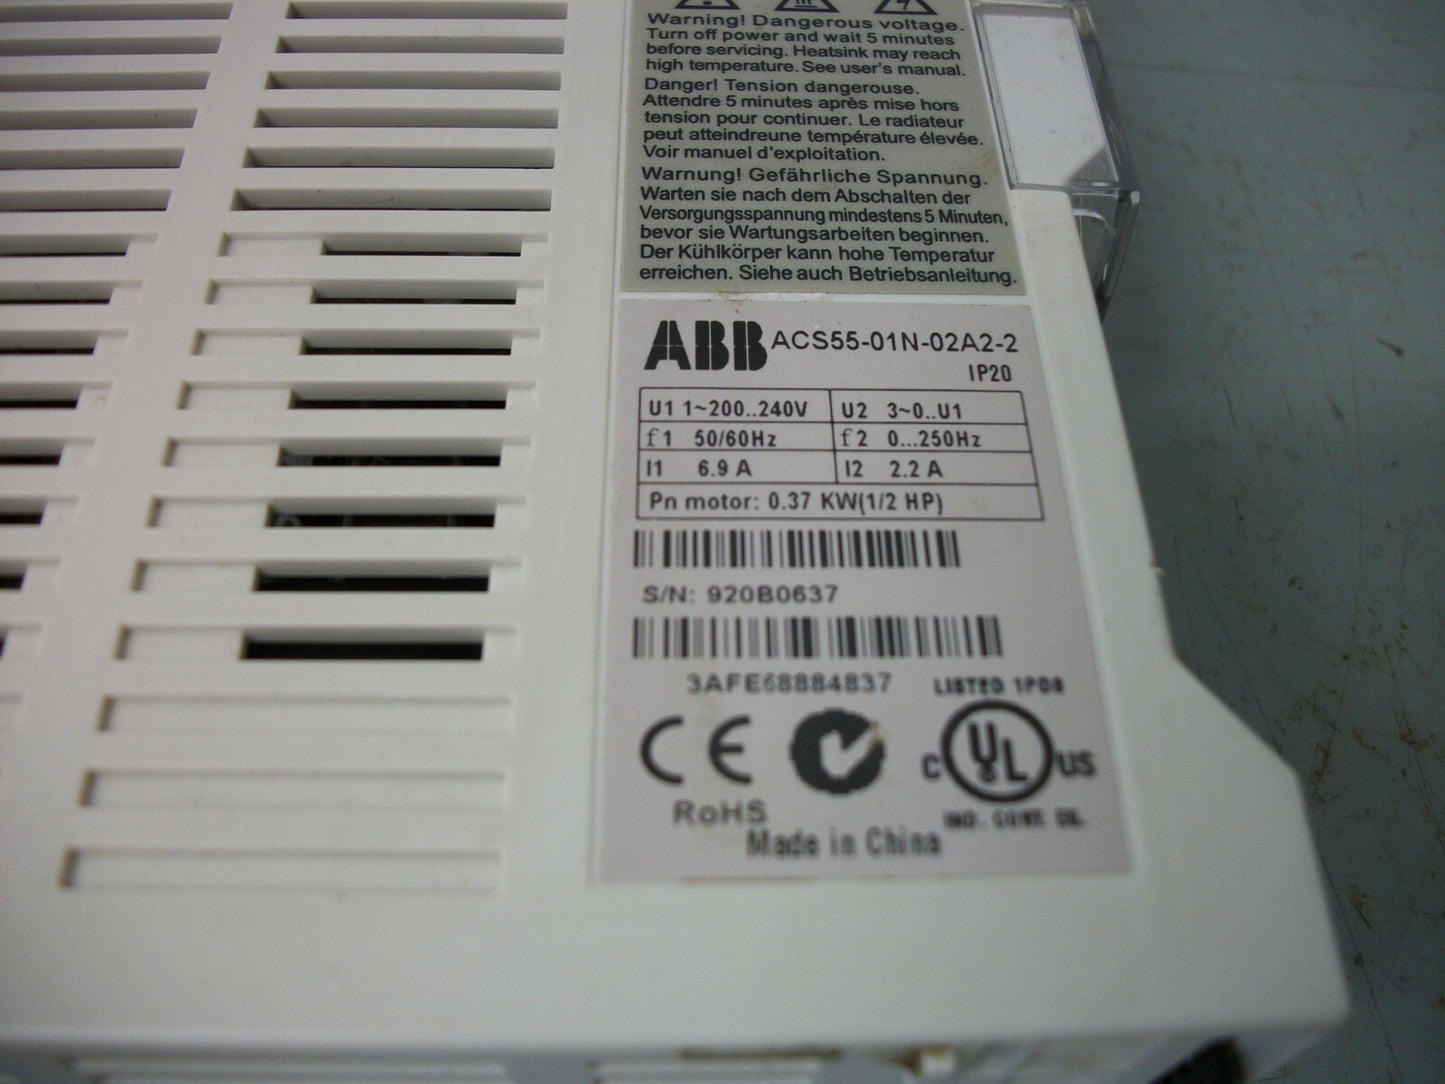 Warning! Dangerous voltage.
Turn off power and wait 5 minutes
before servicing. Heatsink may reach
high temperature. See user's manual.
Danger! Tension dangerouse.
Attendre 5 minutes après mise hors
tension pour continuer. Le radiateur
peut atteindreune température élevée.
Voir manuel d'exploitation.
Warnung! Gefährliche Spannung.
Warten sie nach dem Abschalten der
Versorgungsspannung mindestens 5 Minuten,
bevor sie Wartungsarbeiten beginnen.
Der Kühlkörper kann hohe Temperatur
erreichen. Siehe auch Betriebsanleitung.
ABB ACS55-01N-02A2-2
IP20
U1 1~200..240V U2 3~0..U1
f1 50/60Hz f2 0...250Hz
I1 6.9 A I2 2.2 A
Pn motor: 0.37 KW(1/2 HP)
S/N: 920B0637
3AFE68884837 LISTED 1PD8
CE C UL US
RoHS IND. CONT. EQ.
Made in China